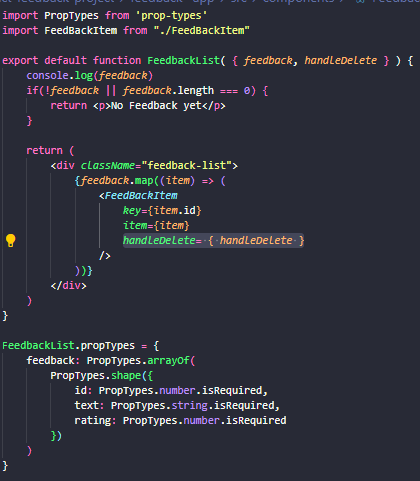 import PropTypes from 'prop-types'
import FeedBackItem from "./FeedBackItem"
export default function FeedbackList( { feedback, handleDelete } ) {
console.log(feedback)
if(!feedback || feedback.length === 0) {
return <p>No Feedback yet</p>
}
return (
<div className="feedback-list">
{feedback.map((item) => (
<FeedBackItem
key={item.id}
item={item}
handleDelete= { handleDelete }
/>
))}
</div>
)
}
FeedbackList.propTypes = {
feedback: PropTypes.arrayOf(
PropTypes.shape({
id: PropTypes.number.isRequired,
text: PropTypes.string.isRequired,
rating: PropTypes.number.isRequired
})
)
}